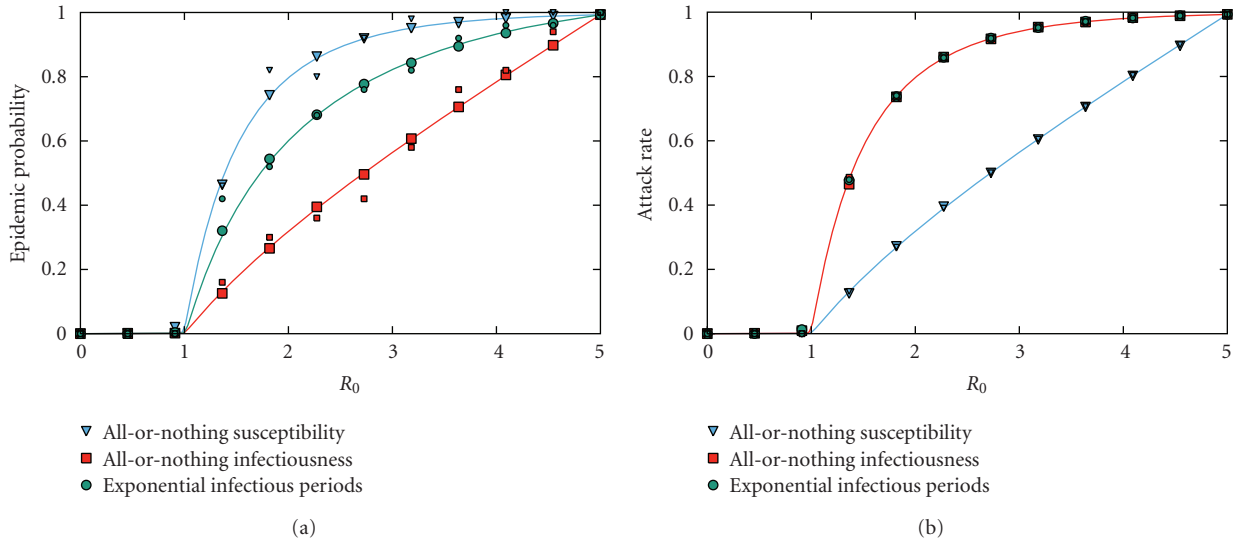 Epidemic probability
1
0.8
0.6
0.4
0.2
0
0 1 2 3 4 5
R0
All-or-nothing susceptibility
All-or-nothing infectiousness
Exponential infectious periods
(a)
Attack rate
1
0.8
0.6
0.4
0.2
0
0 1 2 3 4 5
R0
All-or-nothing susceptibility
All-or-nothing infectiousness
Exponential infectious periods
(b)